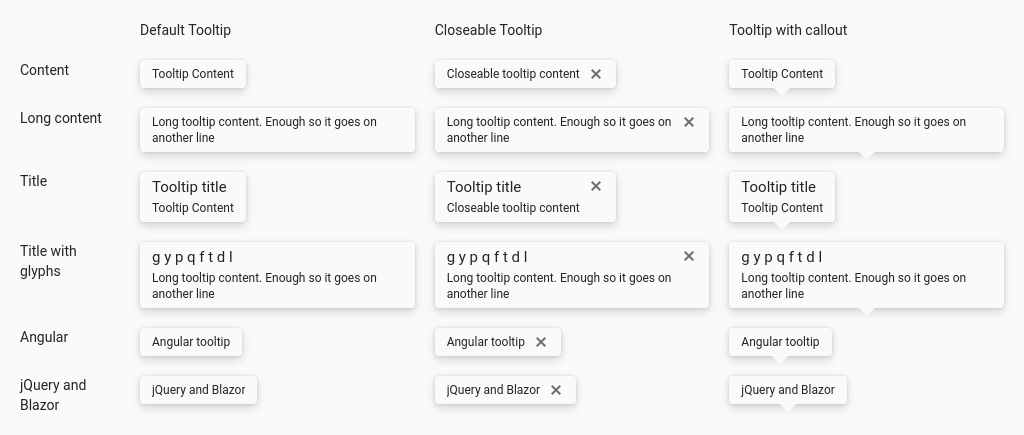 Default Tooltip
Closeable Tooltip
Tooltip with callout
Content
Tooltip Content
Closeable tooltip content
Tooltip Content
Long content
Long tooltip content. Enough so it goes on
another line
Long tooltip content. Enough so it goes on
another line
Long tooltip content. Enough so it goes on
another line
Title
Tooltip title
Tooltip Content
Tooltip title
Closeable tooltip content
Tooltip title
Tooltip Content
Title with
glyphs
g y p q f t d l
Long tooltip content. Enough so it goes on
another line
g y p q f t d l
Long tooltip content. Enough so it goes on
another line
g y p q f t d l
Long tooltip content. Enough so it goes on
another line
Angular
Angular tooltip
Angular tooltip
Angular tooltip
jQuery and
Blazor
jQuery and Blazor
jQuery and Blazor
jQuery and Blazor